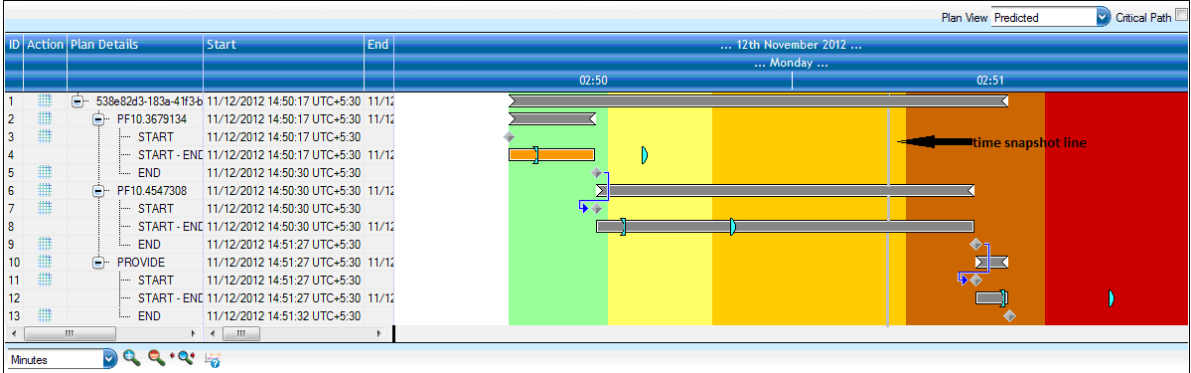 Plan View Predicted Critical Path
ID Action Plan Details Start End ... 12th November 2012 ...
... Monday ...
02:50 02:51
1 538e82d3-183a-41f3-b 11/12/2012 14:50:17 UTC+5:30 11/12
2 PF10.3679134 11/12/2012 14:50:17 UTC+5:30 11/12
3 START 11/12/2012 14:50:17 UTC+5:30 time snapshot line
4 START - END 11/12/2012 14:50:17 UTC+5:30 11/12
5 END 11/12/2012 14:50:30 UTC+5:30
6 PF10.4547308 11/12/2012 14:50:30 UTC+5:30 11/12
7 START 11/12/2012 14:50:30 UTC+5:30
8 START - END 11/12/2012 14:50:30 UTC+5:30 11/12
9 END 11/12/2012 14:51:27 UTC+5:30
10 PROVIDE 11/12/2012 14:51:27 UTC+5:30 11/12
11 START 11/12/2012 14:51:27 UTC+5:30
12 START - END 11/12/2012 14:51:27 UTC+5:30 11/12
13 END 11/12/2012 14:51:32 UTC+5:30
Minutes